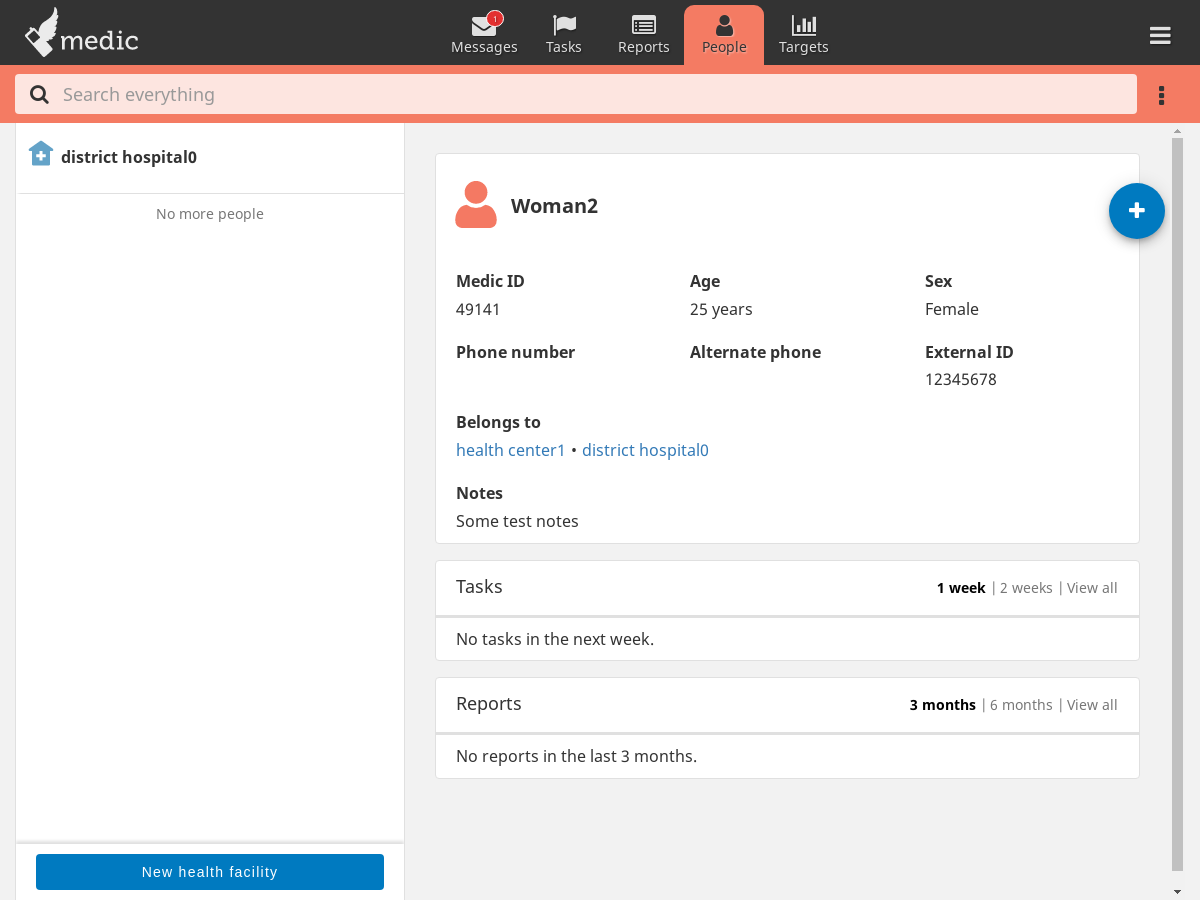 medic
Messages
1
Tasks
Reports
People
Targets
Search everything
district hospital0
No more people
New health facility
Woman2
Medic ID
49141
Age
25 years
Sex
Female
Phone number
Alternate phone
External ID
12345678
Belongs to
health center1 • district hospital0
Notes
Some test notes
Tasks
1 week | 2 weeks | View all
No tasks in the next week.
Reports
3 months | 6 months | View all
No reports in the last 3 months.